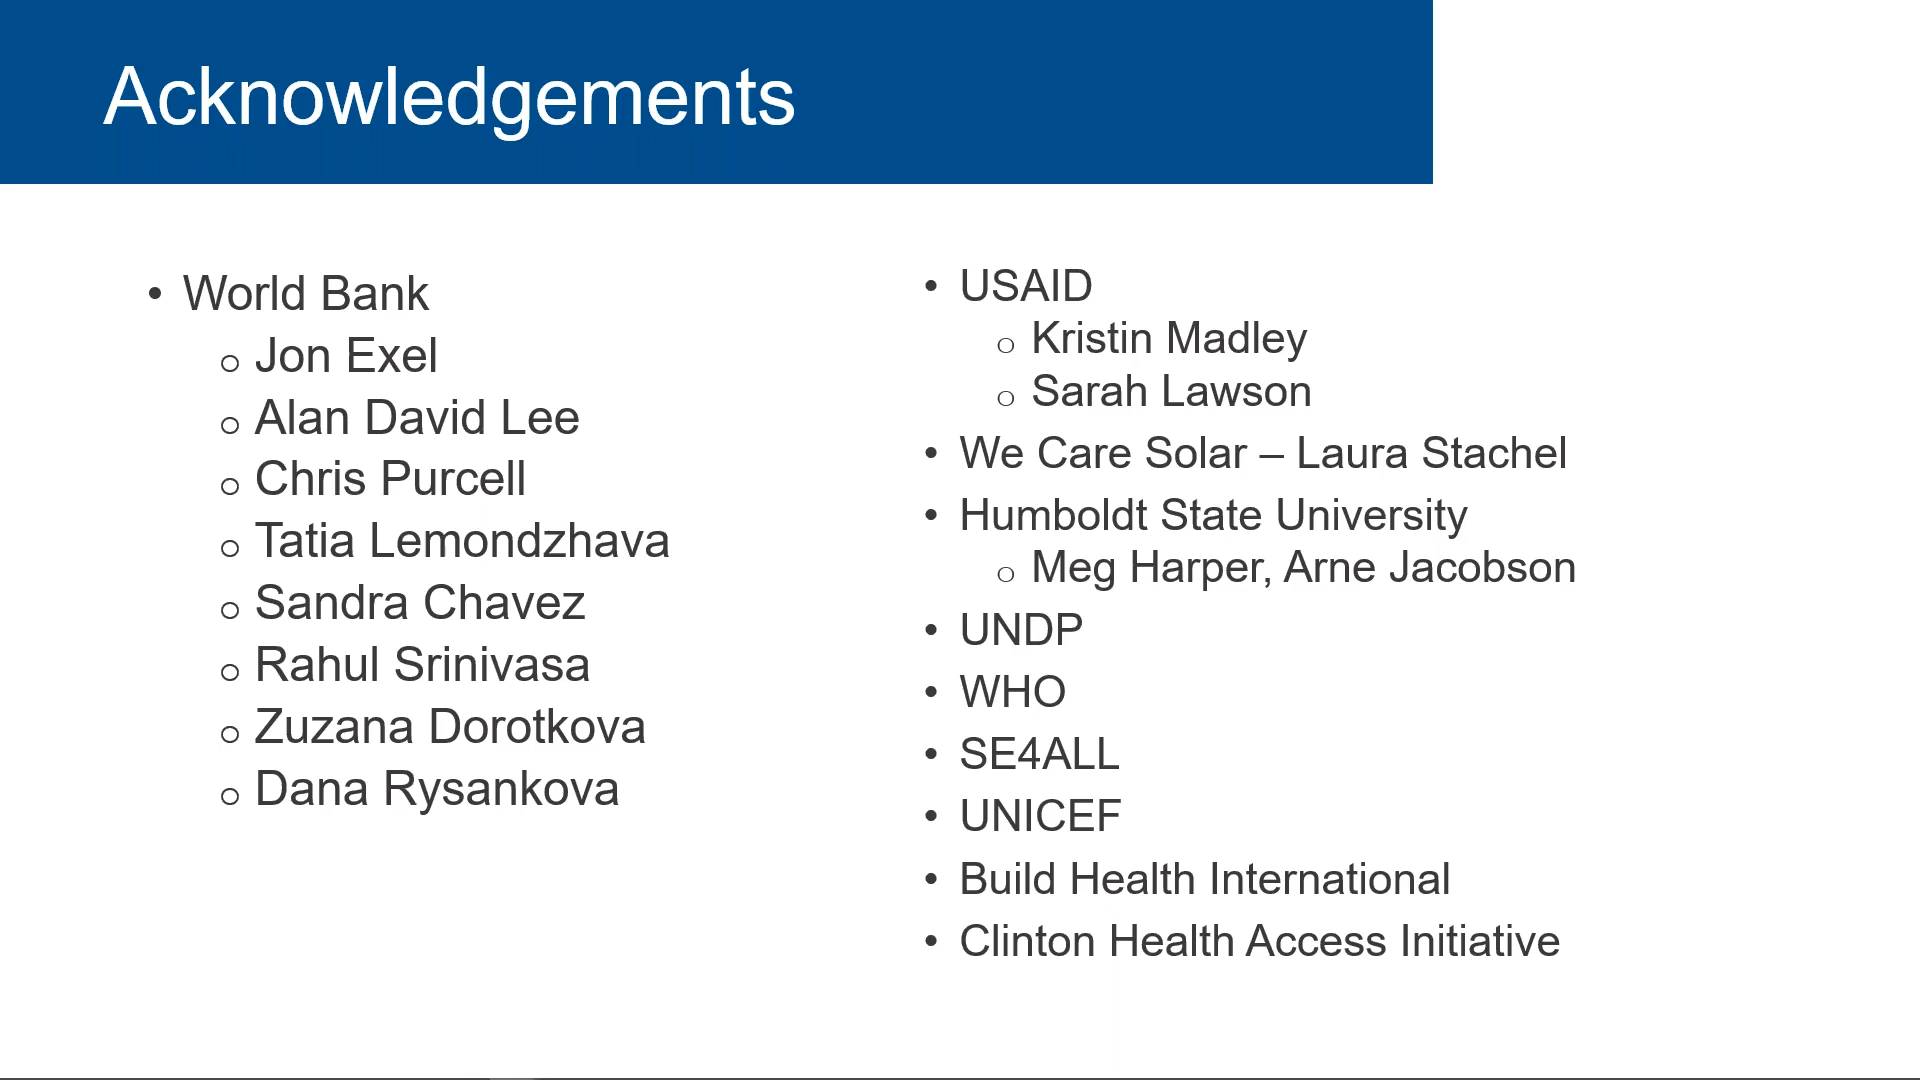 Acknowledgements
• World Bank
o Jon Exel
o Alan David Lee
o Chris Purcell
o Tatia Lemondzhava
o Sandra Chavez
o Rahul Srinivasa
o Zuzana Dorotkova
o Dana Rysankova
• USAID
o Kristin Madley
o Sarah Lawson
• We Care Solar – Laura Stachel
• Humboldt State University
o Meg Harper, Arne Jacobson
• UNDP
• WHO
• SE4ALL
• UNICEF
• Build Health International
• Clinton Health Access Initiative